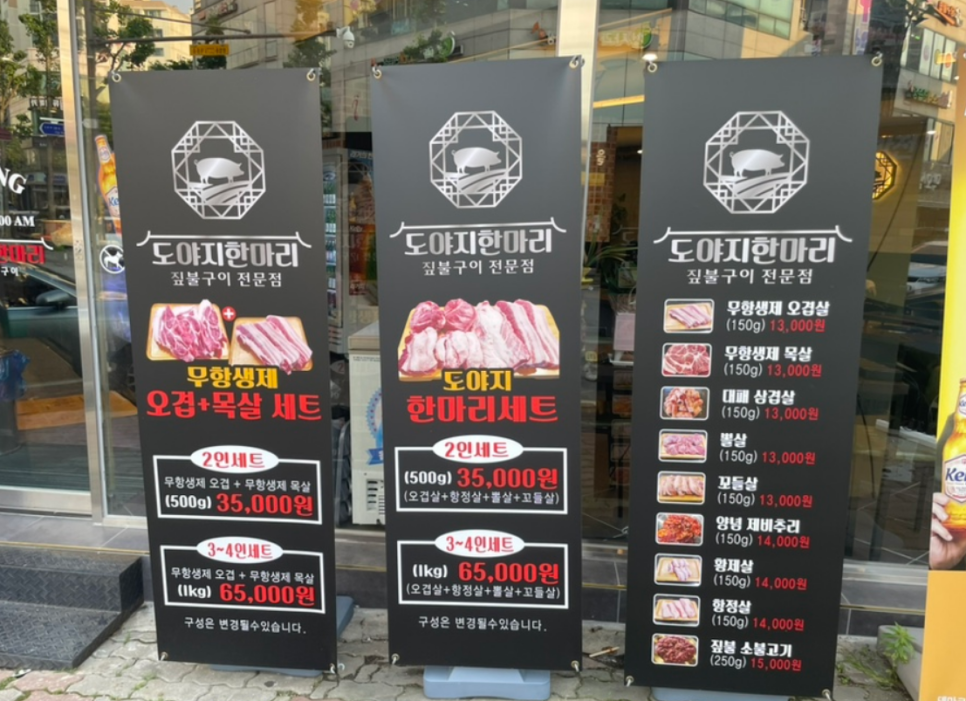 NG
00 AM
도야지한마리
짚불구이 전문점
무항생제
오겹+목살 세트
2인세트
무항생제 오겹 + 무항생제 목살
(500g) 35,000원
3~4인세트
무항생제 오겹 + 무항생제 목살
(1kg) 65,000원
구성은 변경될수있습니다.
도야지한마리
짚불구이 전문점
도야지
한마리세트
2인세트
(500g) 35,000원
(오겹살+항정살+뽈살+꼬들살)
3~4인세트
(1kg) 65,000원
(오겹살+항정살+뽈살+꼬들살)
구성은 변경될수있습니다.
도야지한마리
짚불구이 전문점
무항생제 오겹살
(150g) 13,000원
무항생제 목살
(150g) 13,000원
대패 삼겹살
(150g) 13,000원
뽈살
(150g) 13,000원
꼬들살
(150g) 13,000원
양념 제비추리
(150g) 14,000원
황제살
(150g) 14,000원
항정살
(150g) 14,000원
짚불 소불고기
(250g) 15,000원